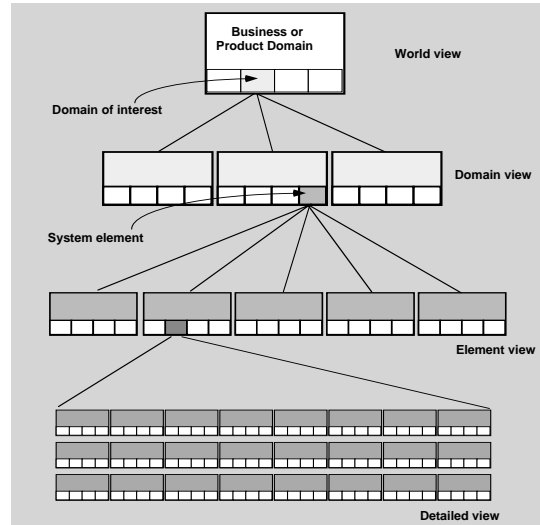 Business or
Product Domain
World view
Domain of interest
Domain view
System element
Element view
Detailed view